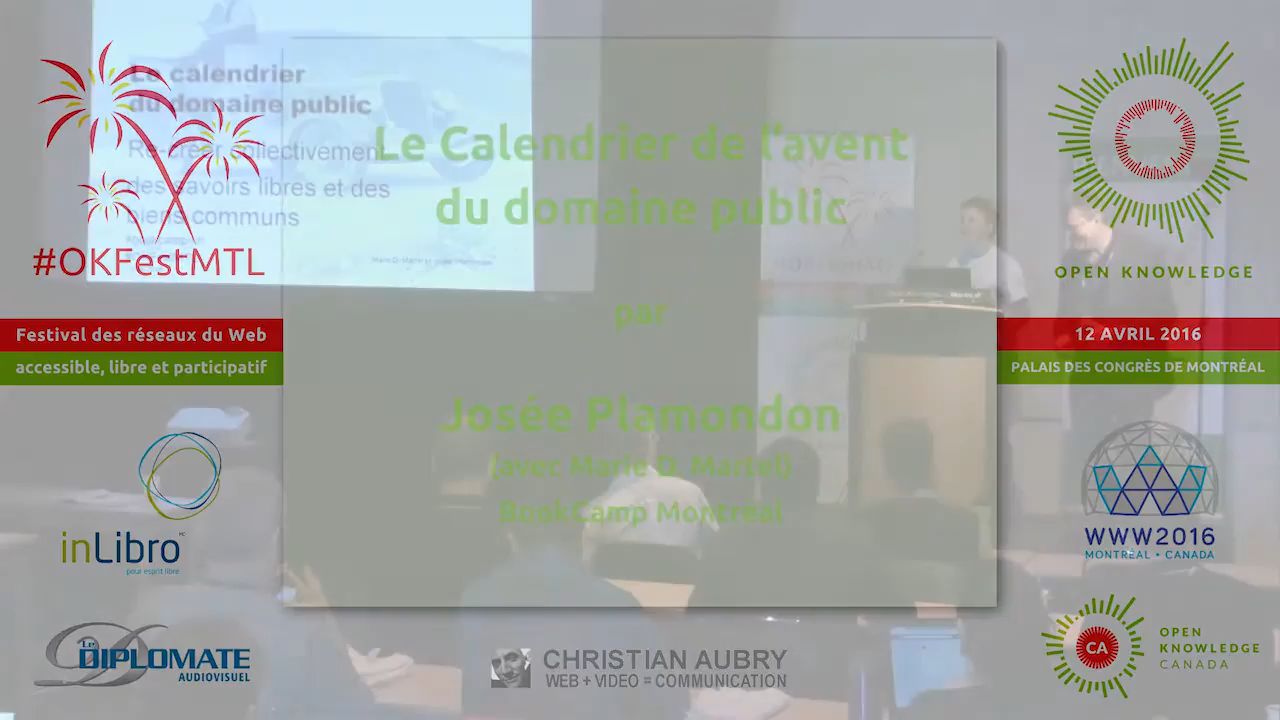 Le calendrier
du domaine public
Re-créer collectivement
des savoirs libres et des
biens communs
#OKFestMTL
Festival des réseaux du Web
accessible, libre et participatif
inLibro
pour esprit libre
Le
DIPLOMATE
AUDIOVISUEL
Le Calendrier de l'avent
du domaine public
par
Josée Plamondon
(avec Marie D. Martel)
BookCamp Montréal
CHRISTIAN AUBRY
WEB + VIDEO = COMMUNICATION
OPEN KNOWLEDGE
12 AVRIL 2016
PALAIS DES CONGRÈS DE MONTRÉAL
WWW2016
MONTRÉAL • CANADA
CA
OPEN
KNOWLEDGE
CANADA